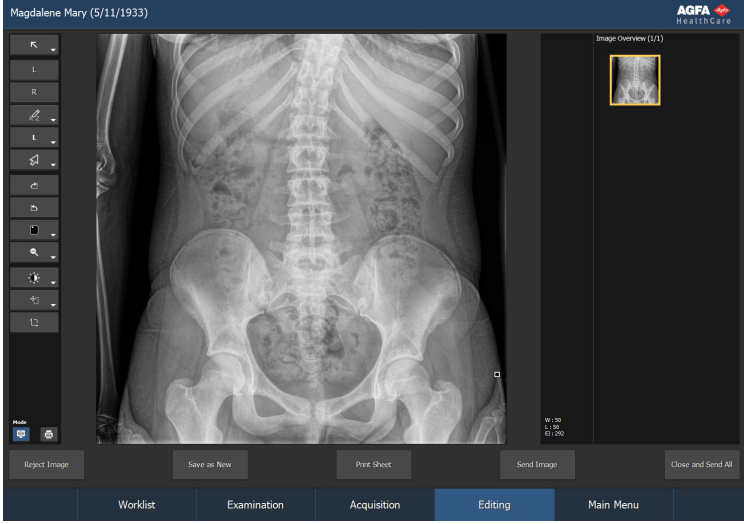 Magdalene Mary (5/11/1933)
AGFA
HealthCare
Image Overview (1/1)
L
R
L
Mode
W : 50
L : 50
EI : 292
Reject Image
Save as New
Print Sheet
Send Image
Close and Send All
Worklist
Examination
Acquisition
Editing
Main Menu